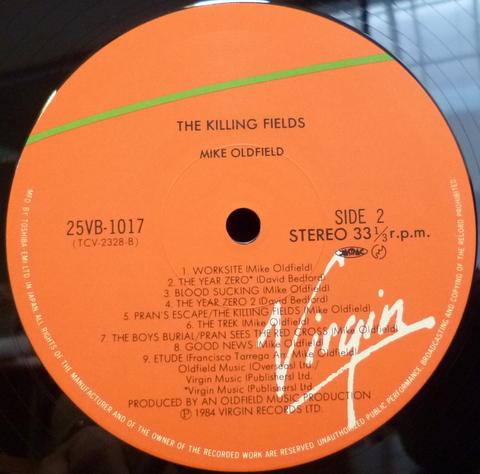 THE KILLING FIELDS
MIKE OLDFIELD
25VB-1017
(TCV-2328-B)
SIDE 2
STEREO 33 1/3 r.p.m.
1. WORKSITE (Mike Oldfield)
2. THE YEAR ZERO* (David Bedford)
3. BLOOD SUCKING (Mike Oldfield)
4. THE YEAR ZERO 2 (David Bedford)
5. PRAN'S ESCAPE/THE KILLING FIELDS (Mike Oldfield)
6. THE TREK (Mike Oldfield)
7. THE BOYS BURIAL/PRAN SEES THE RED CROSS (Mike Oldfield)
8. GOOD NEWS (Mike Oldfield)
9. ETUDE (Francisco Tarrega Arr. Mike Oldfield)
Oldfield Music (Overseas) Ltd.
Virgin Music (Publishers) Ltd.
*Virgin Music (Publishers) Ltd.
PRODUCED BY AN OLDFIELD MUSIC PRODUCTION
Ⓟ 1984 VIRGIN RECORDS LTD.
Virgin
MFD BY TOSHIBA EMI LTD. IN JAPAN ALL RIGHTS OF THE MANUFACTURER AND OF THE OWNER OF THE RECORDED WORK ARE RESERVED UNAUTHORISED PUBLIC PERFORMANCE, BROADCASTING AND COPYING OF THE RECORD PROHIBITED